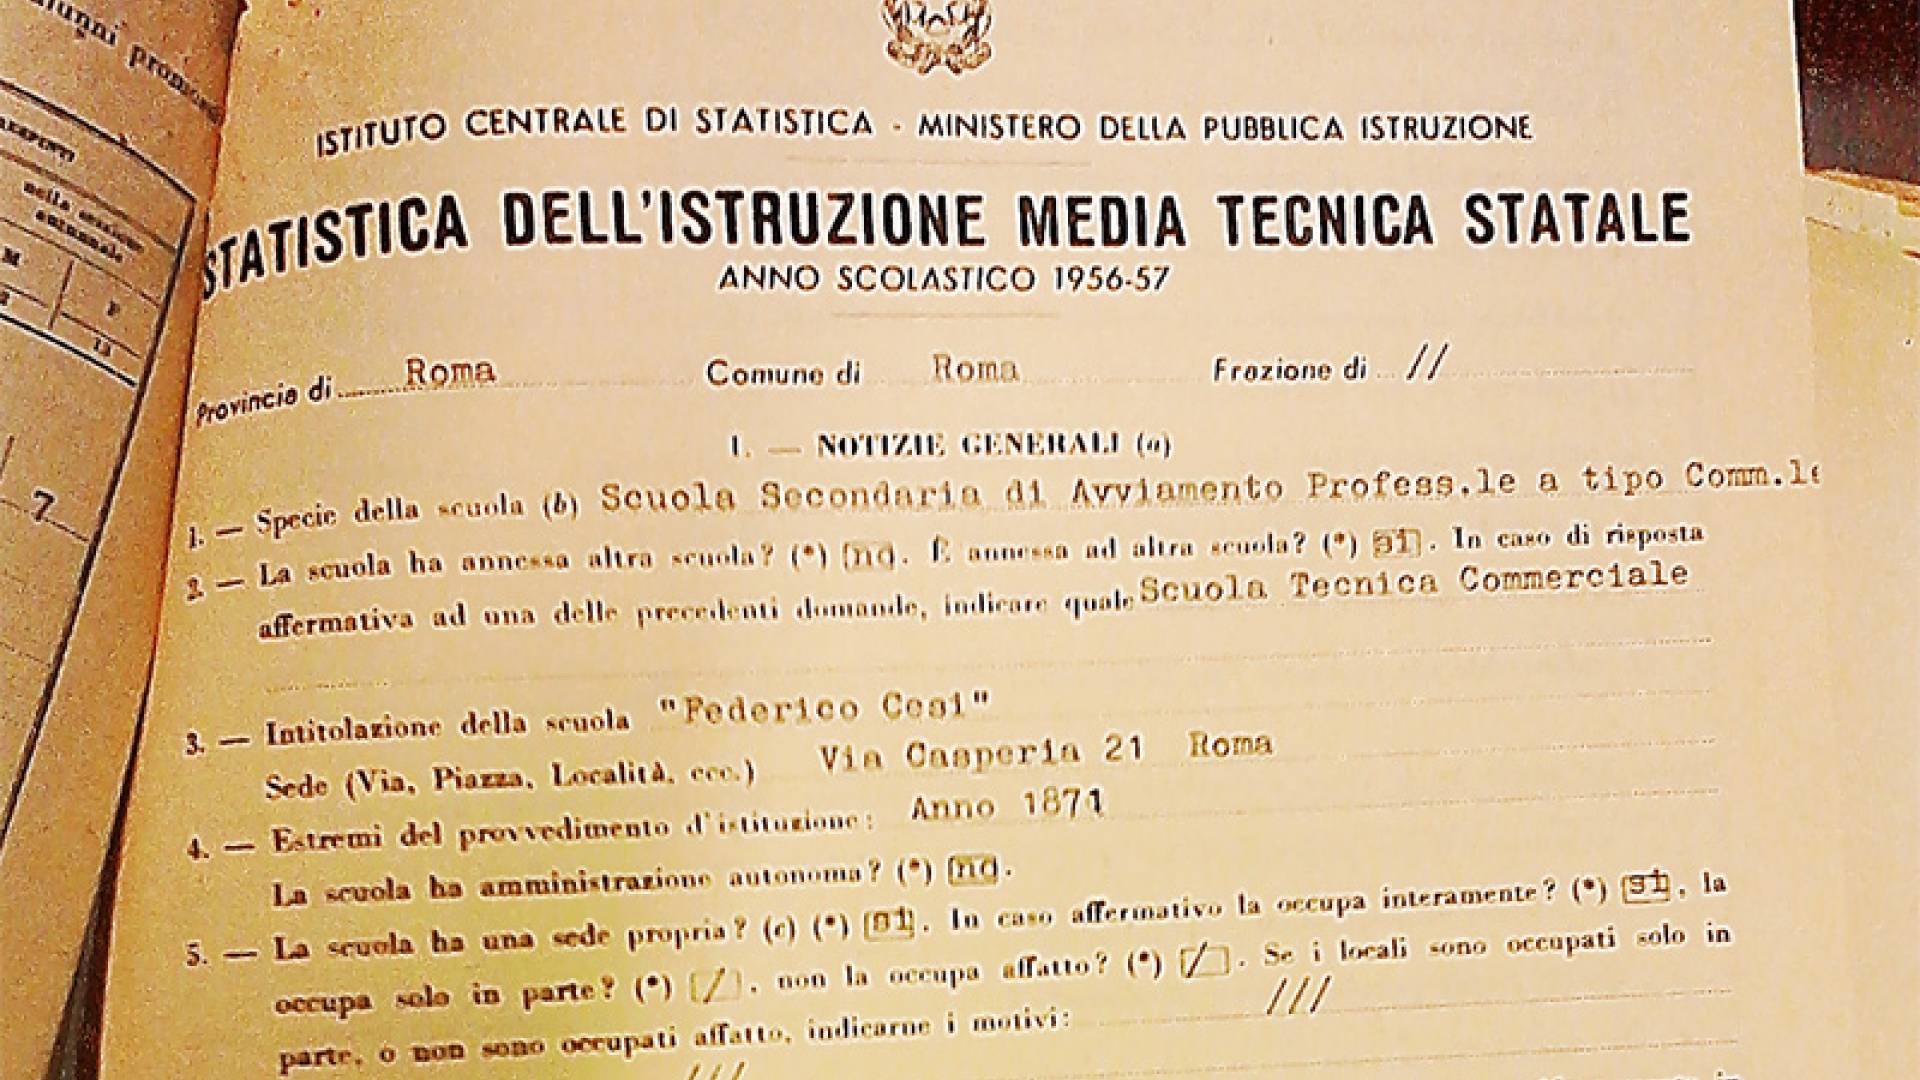 ISTITUTO CENTRALE DI STATISTICA - MINISTERO DELLA PUBBLICA ISTRUZIONE
STATISTICA DELL'ISTRUZIONE MEDIA TECNICA STATALE
ANNO SCOLASTICO 1956-57
Provincia di Roma Comune di Roma Frazione di //
1. — NOTIZIE GENERALI (a)
1. — Specie della scuola (b) Scuola Secondaria di Avviamento Profess.le a tipo Comm.le
2. — La scuola ha annessa altra scuola? (*) no. È annessa ad altra scuola? (*) si. In caso di risposta
affermativa ad una delle precedenti domande, indicare quale Scuola Tecnica Commerciale
3. — Intitolazione della scuola "Federico Cesi"
Sede (Via, Piazza, Località, ecc.) Via Casperia 21 Roma
4. — Estremi del provvedimento d'istituzione: Anno 1871
La scuola ha amministrazione autonoma? (*) no.
5. — La scuola ha una sede propria? (c) (*) si. In caso affermativo la occupa interamente? (*) si, la
occupa solo in parte? (*) /, non la occupa affatto? (*) /. Se i locali sono occupati solo in
parte, o non sono occupati affatto, indicarne i motivi: ///
///
nella sessione
autunnale
M F
13
7